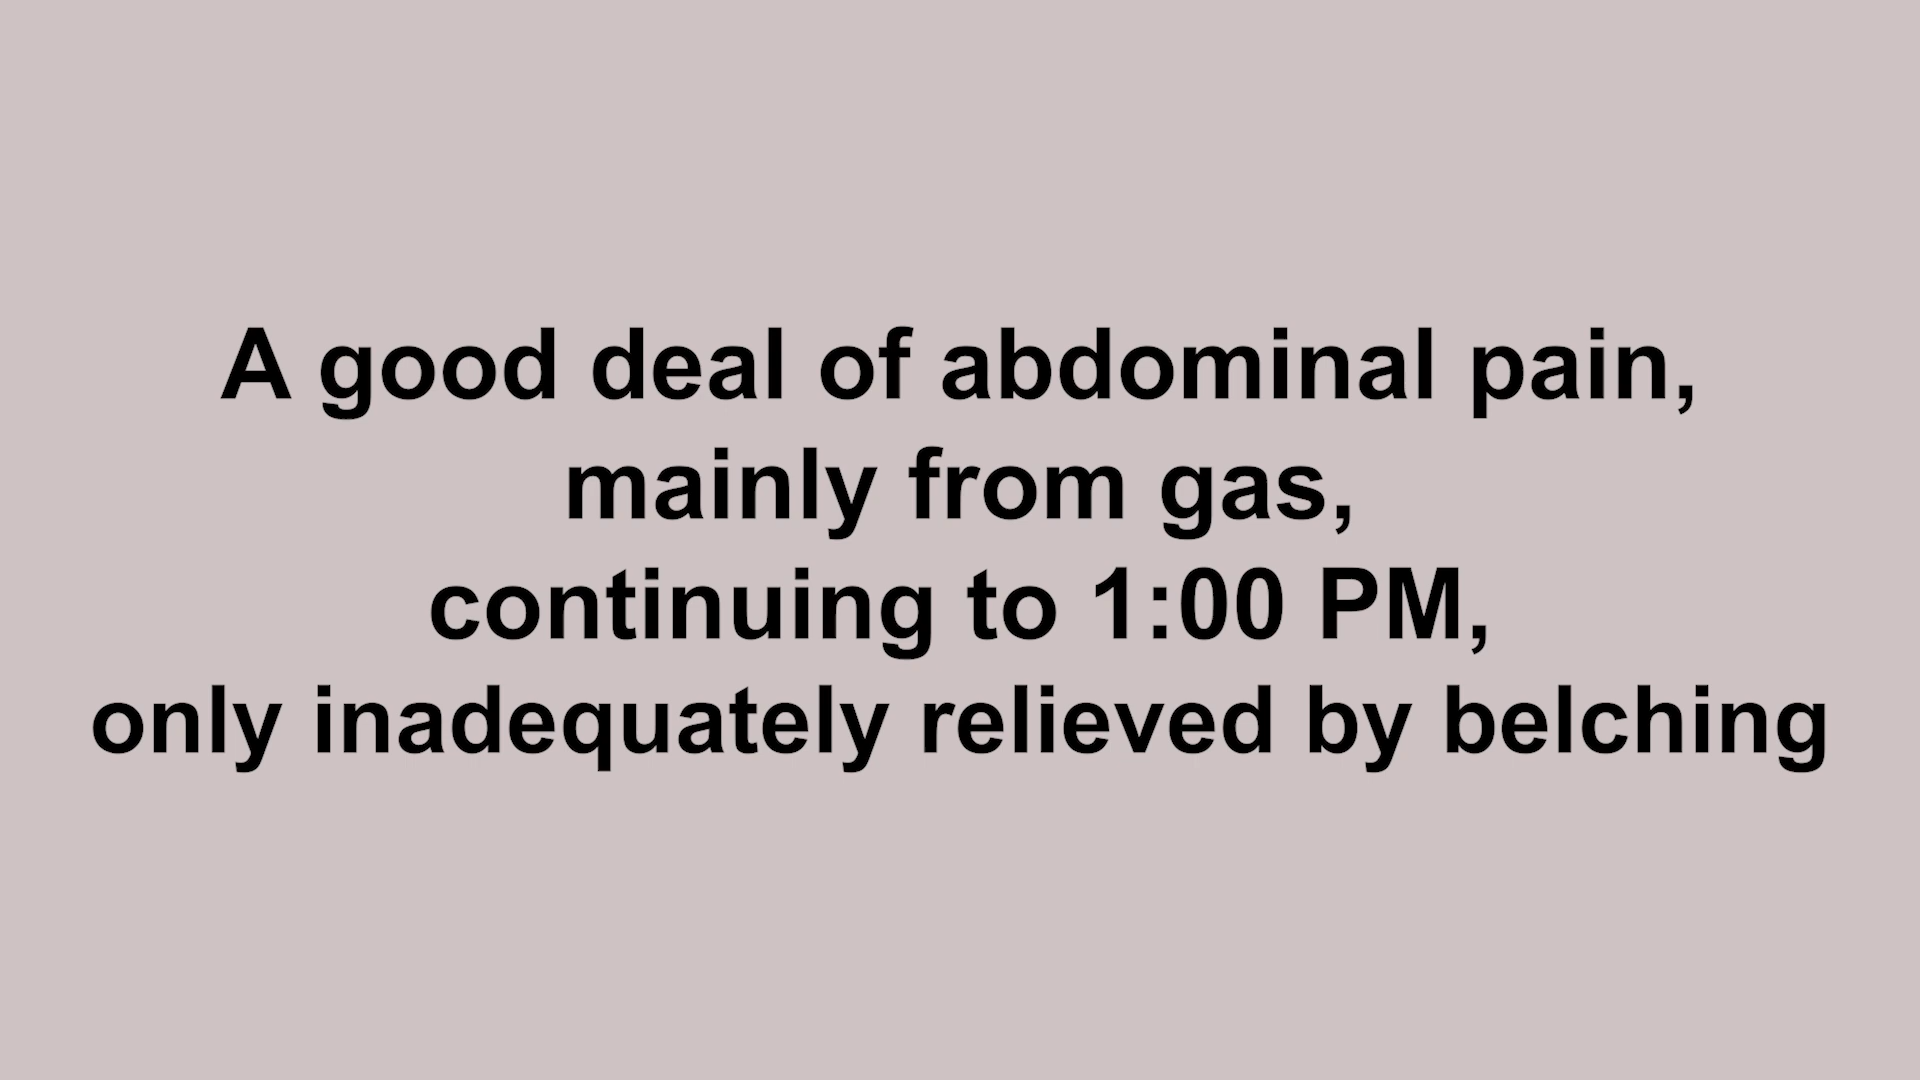 A good deal of abdominal pain,
mainly from gas,
continuing to 1:00 PM,
only inadequately relieved by belching